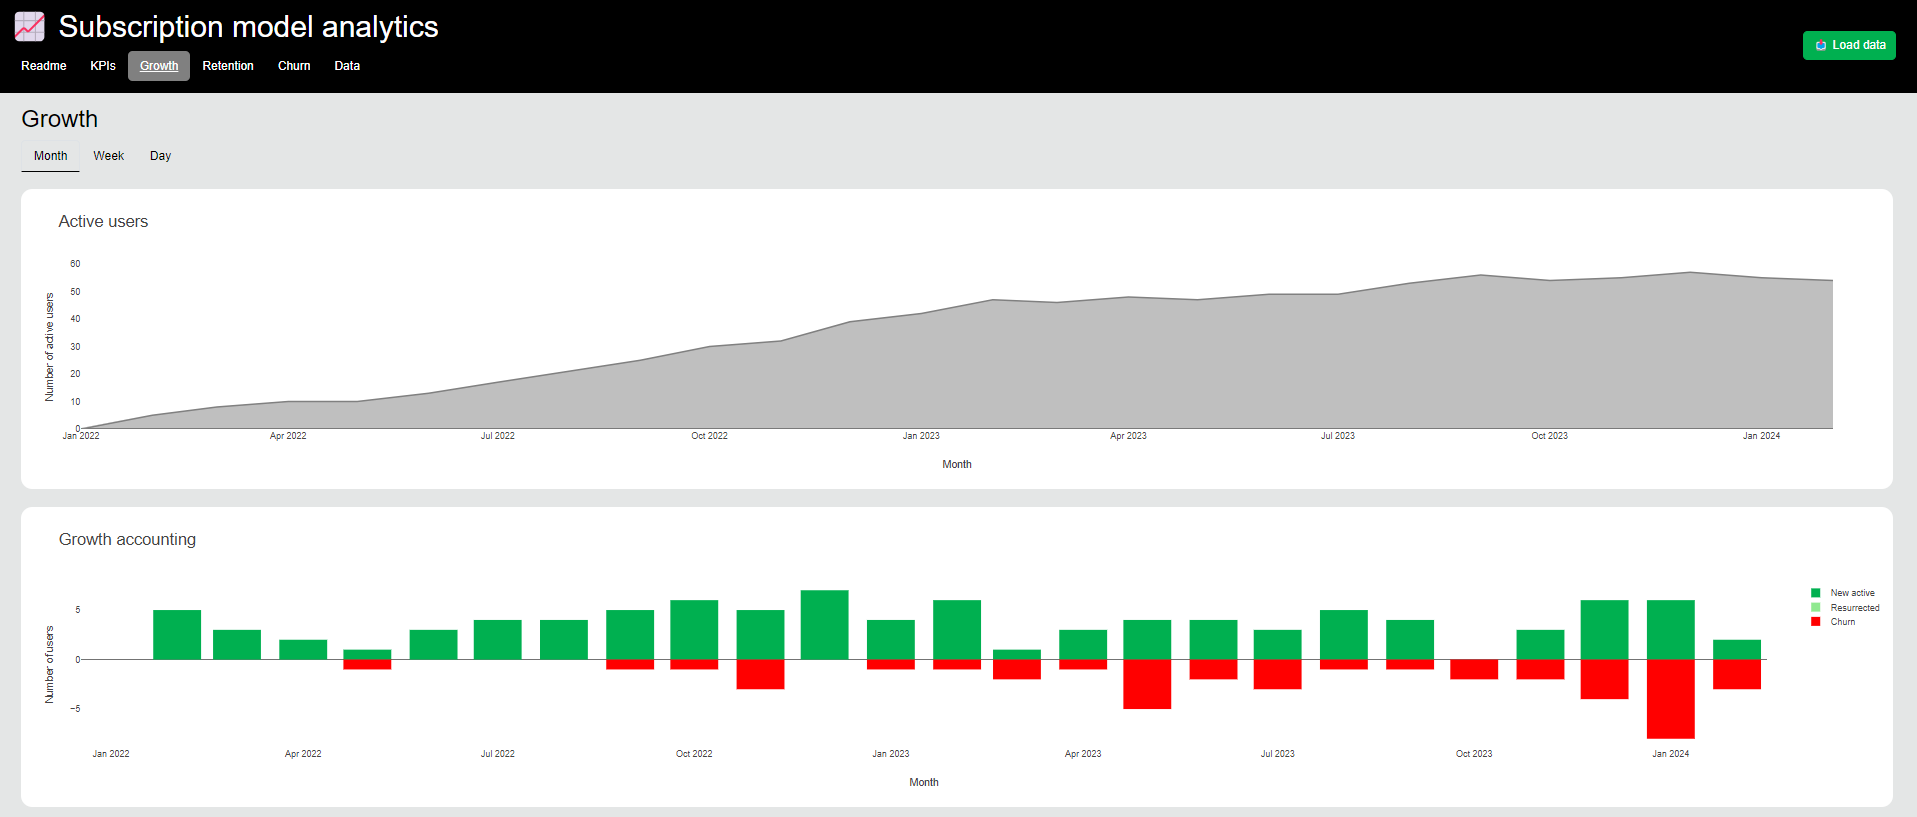 Subscription model analytics
Readme KPIs Growth Retention Churn Data
Load data
Growth
Month Week Day
Active users
60
50
40
30
20
10
0
Number of active users
Jan 2022 Apr 2022 Jul 2022 Oct 2022 Jan 2023 Apr 2023 Jul 2023 Oct 2023 Jan 2024
Month
Growth accounting
5
0
−5
Number of users
New active
Resurrected
Churn
Jan 2022 Apr 2022 Jul 2022 Oct 2022 Jan 2023 Apr 2023 Jul 2023 Oct 2023 Jan 2024
Month